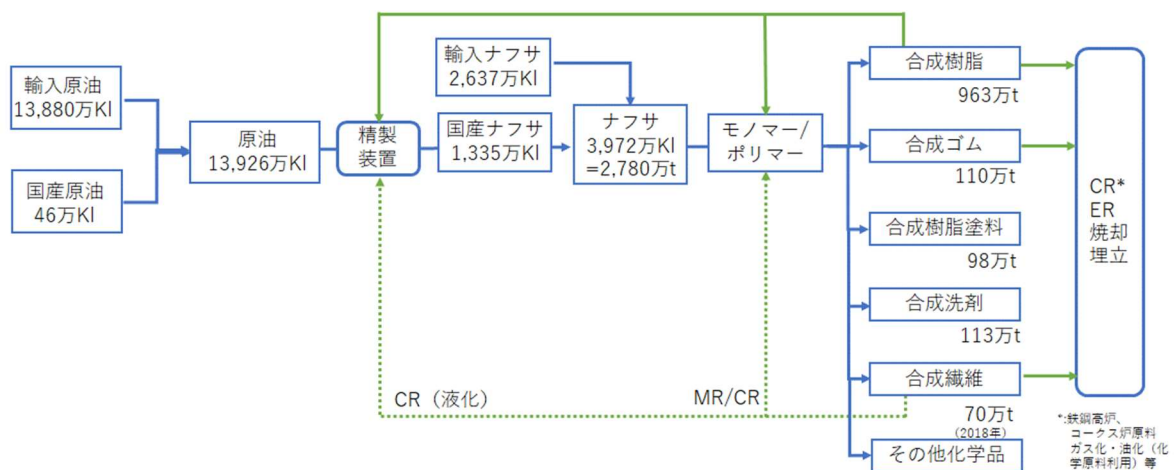 輸入原油
13,880万Kl
国産原油
46万Kl
原油
13,926万Kl
精製
装置
輸入ナフサ
2,637万Kl
国産ナフサ
1,335万Kl
ナフサ
3,972万Kl
=2,780万t
モノマー/
ポリマー
合成樹脂
963万t
合成ゴム
110万t
合成樹脂塗料
98万t
合成洗剤
113万t
合成繊維
70万t
(2018年)
その他化学品
CR*
ER
焼却
埋立
CR（液化）
MR/CR
*:鉄鋼高炉、
コークス炉原料
ガス化・油化（化
学原料利用）等